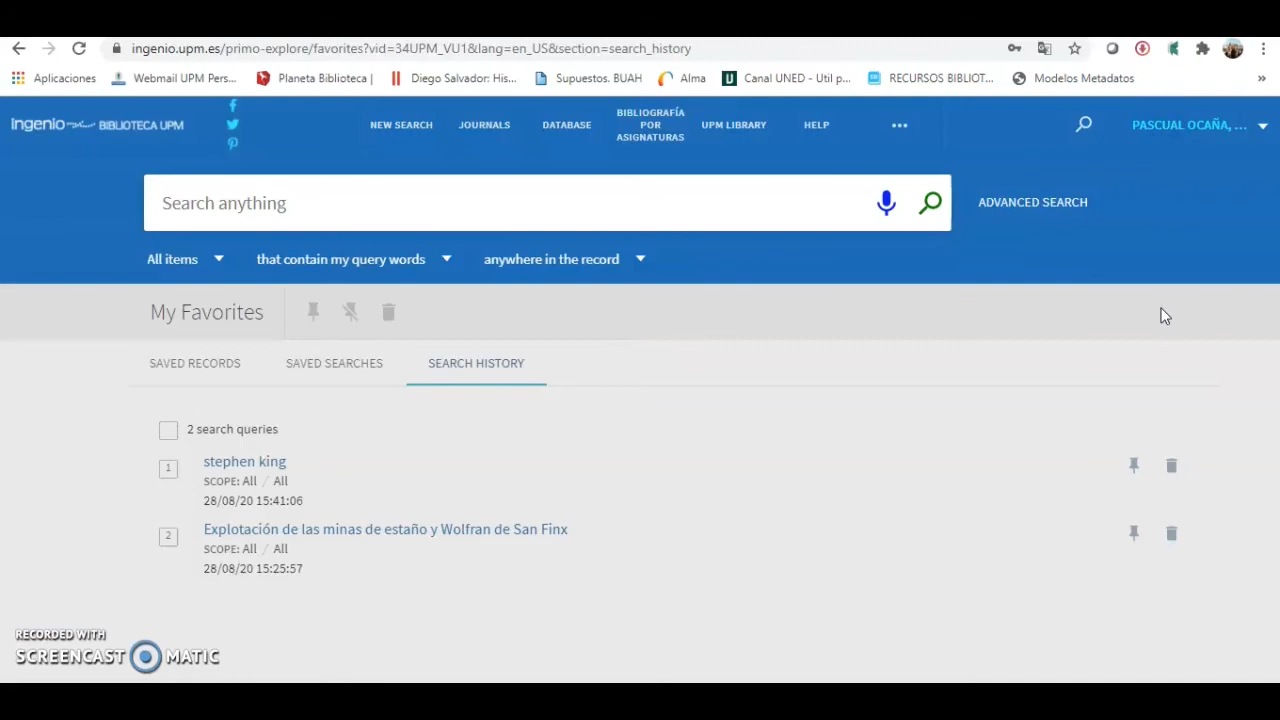 ingenio.upm.es/primo-explore/favorites?vid=34UPM_VU1&lang=en_US&section=search_history
Aplicaciones
Webmail UPM Pers...
Planeta Biblioteca |
Diego Salvador: His...
Supuestos. BUAH
Alma
Canal UNED - Util p...
RECURSOS BIBLIOT...
Modelos Metadatos
»
ingenio BIBLIOTECA UPM
NEW SEARCH
JOURNALS
DATABASE
BIBLIOGRAFÍA
POR
ASIGNATURAS
UPM LIBRARY
HELP
PASCUAL OCAÑA, ...
Search anything
ADVANCED SEARCH
All items
that contain my query words
anywhere in the record
My Favorites
SAVED RECORDS
SAVED SEARCHES
SEARCH HISTORY
2 search queries
1
stephen king
SCOPE: All / All
28/08/20 15:41:06
2
Explotación de las minas de estaño y Wolfran de San Finx
SCOPE: All / All
28/08/20 15:25:57
RECORDED WITH
SCREENCAST MATIC